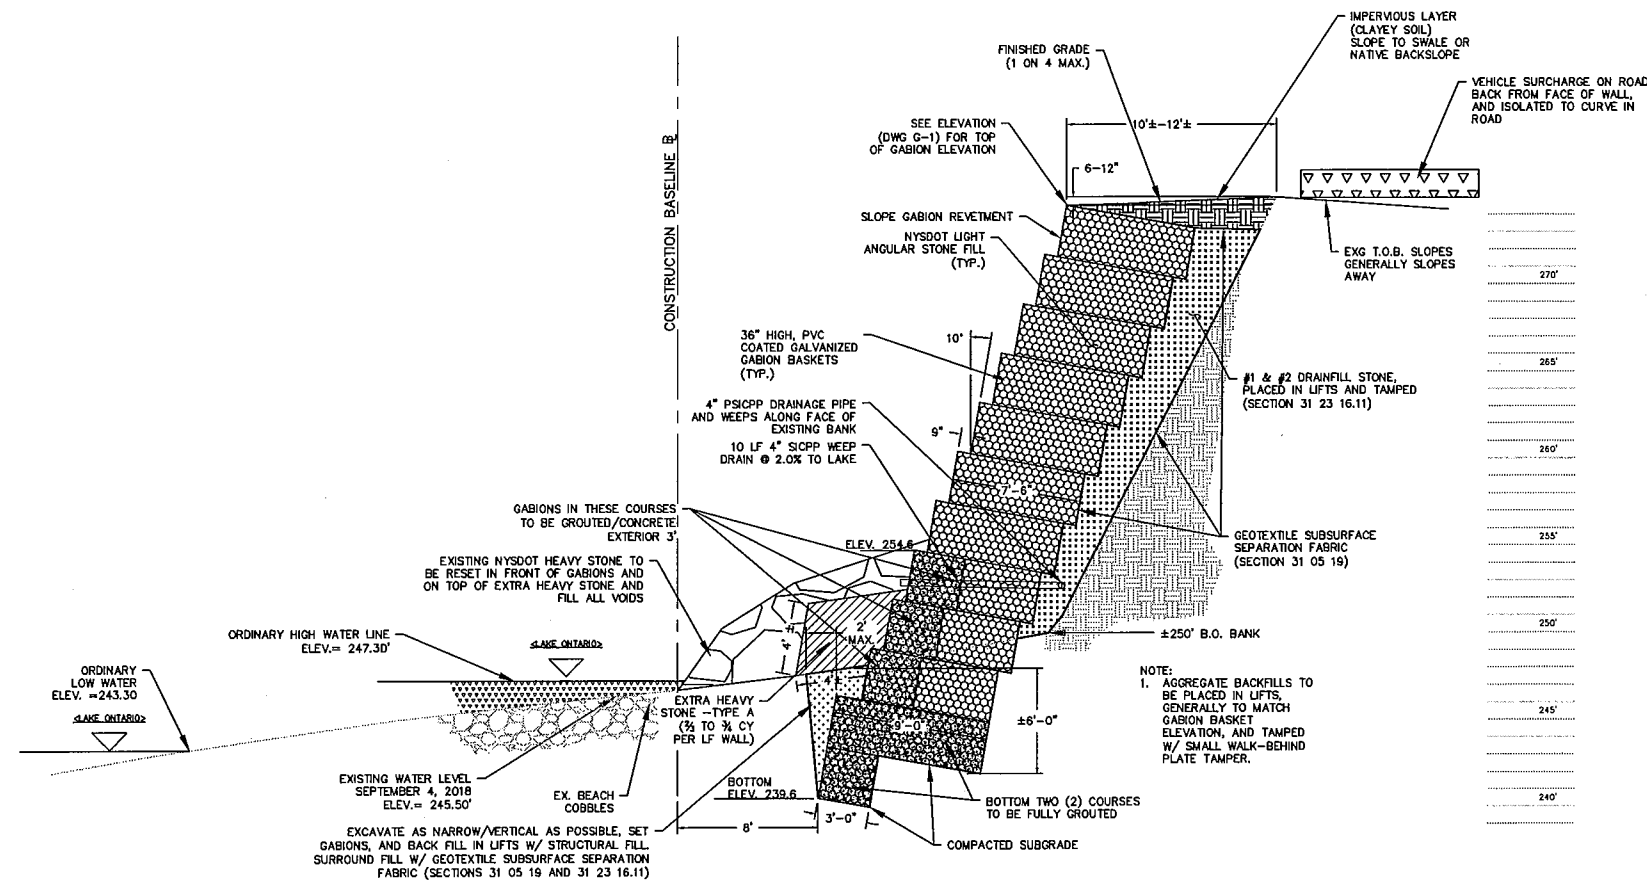 IMPERVIOUS LAYER
(CLAYEY SOIL)
SLOPE TO SWALE OR
NATIVE BACKSLOPE
FINISHED GRADE
(1 ON 4 MAX.)
VEHICLE SURCHARGE ON ROAD
BACK FROM FACE OF WALL,
AND ISOLATED TO CURVE IN
ROAD
SEE ELEVATION
(DWG G-1) FOR TOP
OF GABION ELEVATION
10'±-12'±
6-12"
CONSTRUCTION BASELINE BL
SLOPE GABION REVETMENT
NYSDOT LIGHT
ANGULAR STONE FILL
(TYP.)
EXG T.O.B. SLOPES
GENERALLY SLOPES
AWAY
270'
36" HIGH, PVC
COATED GALVANIZED
GABION BASKETS
(TYP.)
10°
265'
#1 & #2 DRAINFILL STONE,
PLACED IN LIFTS AND TAMPED
(SECTION 31 23 16.11)
4" PSICPP DRAINAGE PIPE
AND WEEPS ALONG FACE OF
EXISTING BANK
9"
10 LF 4" SICPP WEEP
DRAIN @ 2.0% TO LAKE
260'
7'-6"
GABIONS IN THESE COURSES
TO BE GROUTED/CONCRETE
EXTERIOR 3'
ELEV. 254.6
GEOTEXTILE SUBSURFACE
SEPARATION FABRIC
(SECTION 31 05 19)
255'
EXISTING NYSDOT HEAVY STONE TO
BE RESET IN FRONT OF GABIONS AND
ON TOP OF EXTRA HEAVY STONE AND
FILL ALL VOIDS
ORDINARY HIGH WATER LINE
ELEV.= 247.30'
<LAKE ONTARIO>
2'
MAX.
4'±
±250' B.O. BANK
250'
ORDINARY
LOW WATER
ELEV. =243.30
<LAKE ONTARIO>
4'±
EXTRA HEAVY
STONE -TYPE A
(⅔ TO ¾ CY
PER LF WALL)
9'-0"
±6'-0"
NOTE:
1. AGGREGATE BACKFILLS TO
BE PLACED IN LIFTS,
GENERALLY TO MATCH
GABION BASKET
ELEVATION, AND TAMPED
W/ SMALL WALK-BEHIND
PLATE TAMPER.
245'
EXISTING WATER LEVEL
SEPTEMBER 4, 2018
ELEV.= 245.50'
EX. BEACH
COBBLES
BOTTOM
ELEV. 239.6
BOTTOM TWO (2) COURSES
TO BE FULLY GROUTED
240'
8'
3'-0"
COMPACTED SUBGRADE
EXCAVATE AS NARROW/VERTICAL AS POSSIBLE, SET
GABIONS, AND BACK FILL IN LIFTS W/ STRUCTURAL FILL.
SURROUND FILL W/ GEOTEXTILE SUBSURFACE SEPARATION
FABRIC (SECTIONS 31 05 19 AND 31 23 16.11)